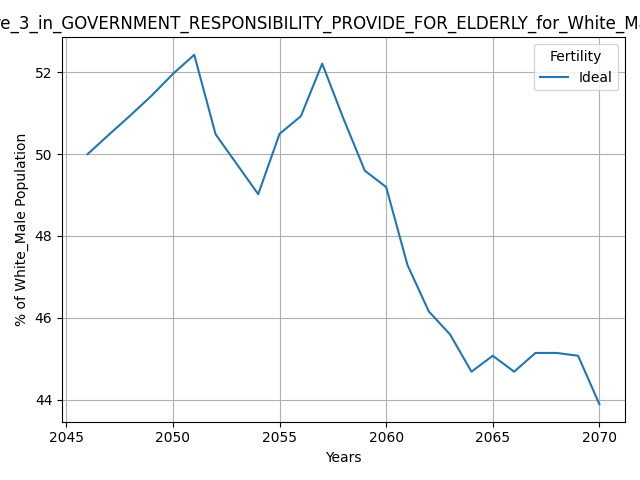 e_3_in_GOVERNMENT_RESPONSIBILITY_PROVIDE_FOR_ELDERLY_for_White_M
Fertility
Ideal
% of White_Male Population
52
50
48
46
44
2045 2050 2055 2060 2065 2070
Years